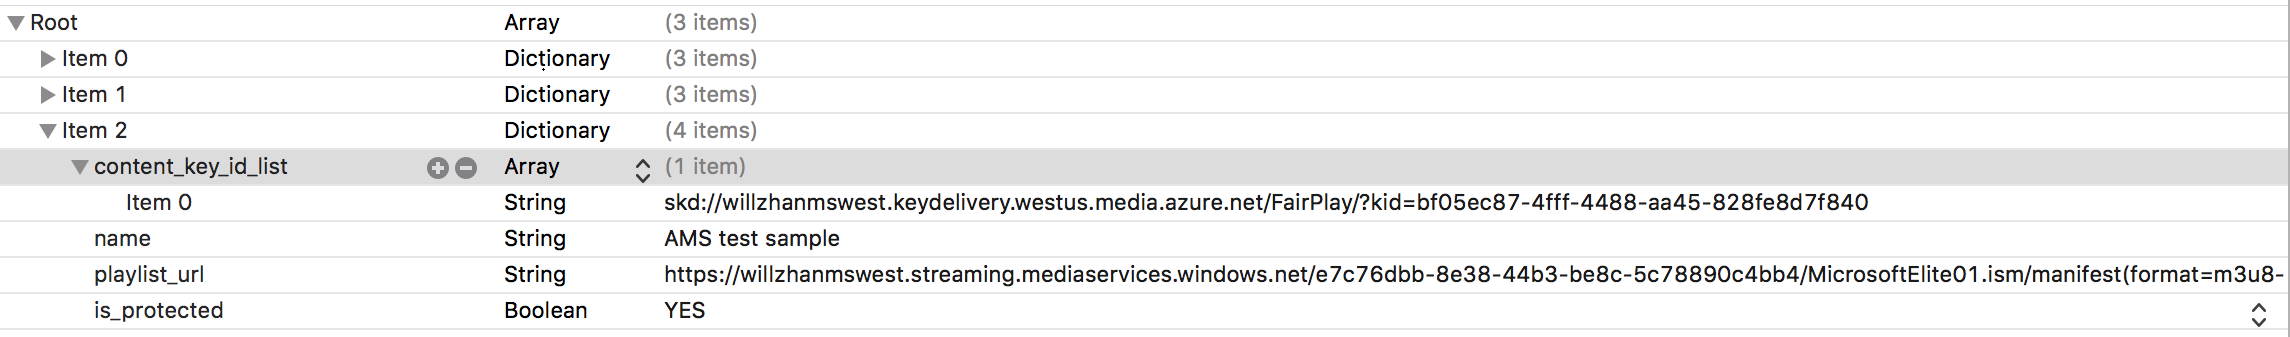 Root Array (3 items)
Item 0 Dictionary (3 items)
Item 1 Dictionary (3 items)
Item 2 Dictionary (4 items)
content_key_id_list Array (1 item)
Item 0 String skd://willzhanmswest.keydelivery.westus.media.azure.net/FairPlay/?kid=bf05ec87-4fff-4488-aa45-828fe8d7f840
name String AMS test sample
playlist_url String https://willzhanmswest.streaming.mediaservices.windows.net/e7c76dbb-8e38-44b3-be8c-5c78890c4bb4/MicrosoftElite01.ism/manifest(format=m3u8-
is_protected Boolean YES